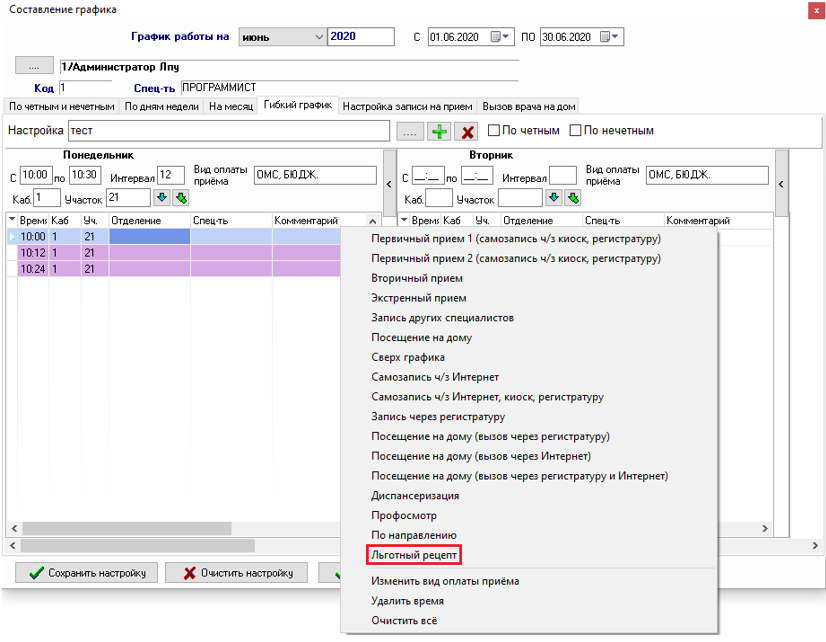 Составление графика
x
График работы на июнь 2020 С 01.06.2020 ПО 30.06.2020
.... 1/Администратор Лпу
Код 1 Спец-ть ПРОГРАММИСТ
По четным и нечетным По дням недели На месяц Гибкий график Настройка записи на прием Вызов врача на дом
Настройка тест .... По четным По нечетным
Понедельник Вторник
С 10:00 по 10:30 Интервал 12 Вид оплаты приёма ОМС, БЮДЖ. <
С __:__ по __:__ Интервал Вид оплаты приёма ОМС, БЮДЖ. <
Каб. 1 Участок 21 Каб. Участок
Время Каб Уч. Отделение Спец-ть Комментарий Время Каб Уч. Отделение Спец-ть Комментарий
10:00 1 21
10:12 1 21
10:24 1 21
Первичный прием 1 (самозапись ч/з киоск, регистратуру)
Первичный прием 2 (самозапись ч/з киоск, регистратуру)
Вторичный прием
Экстренный прием
Запись других специалистов
Посещение на дому
Сверх графика
Самозапись ч/з Интернет
Самозапись ч/з Интернет, киоск, регистратуру
Запись через регистратуру
Посещение на дому (вызов через регистратуру)
Посещение на дому (вызов через Интернет)
Посещение на дому (вызов через регистратуру и Интернет)
Диспансеризация
Профосмотр
По направлению
Льготный рецепт
Изменить вид оплаты приёма
Удалить время
Очистить всё
Сохранить настройку Очистить настройку